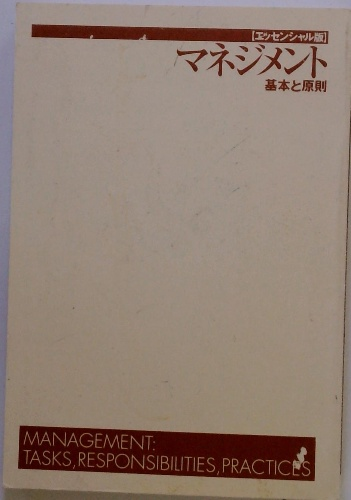 [エッセンシャル版]
マネジメント
基本と原則
MANAGEMENT:
TASKS, RESPONSIBILITIES, PRACTICES